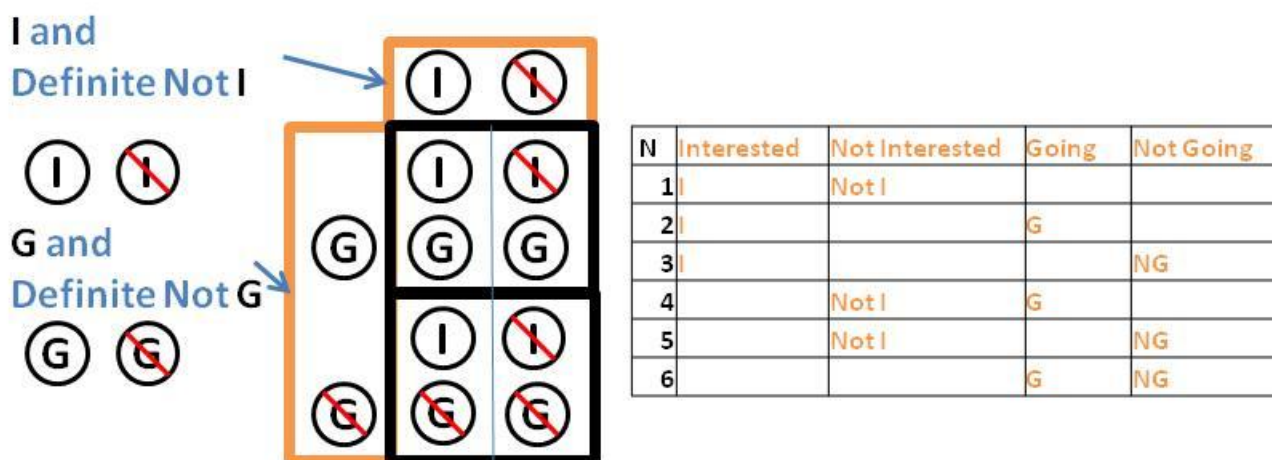 I and
Definite Not I
I I
G and
Definite Not G
G G
I I
I I
G G G
I I
G G G
N Interested Not Interested Going Not Going
1 I Not I
2 I G
3 I NG
4 Not I G
5 Not I NG
6 G NG